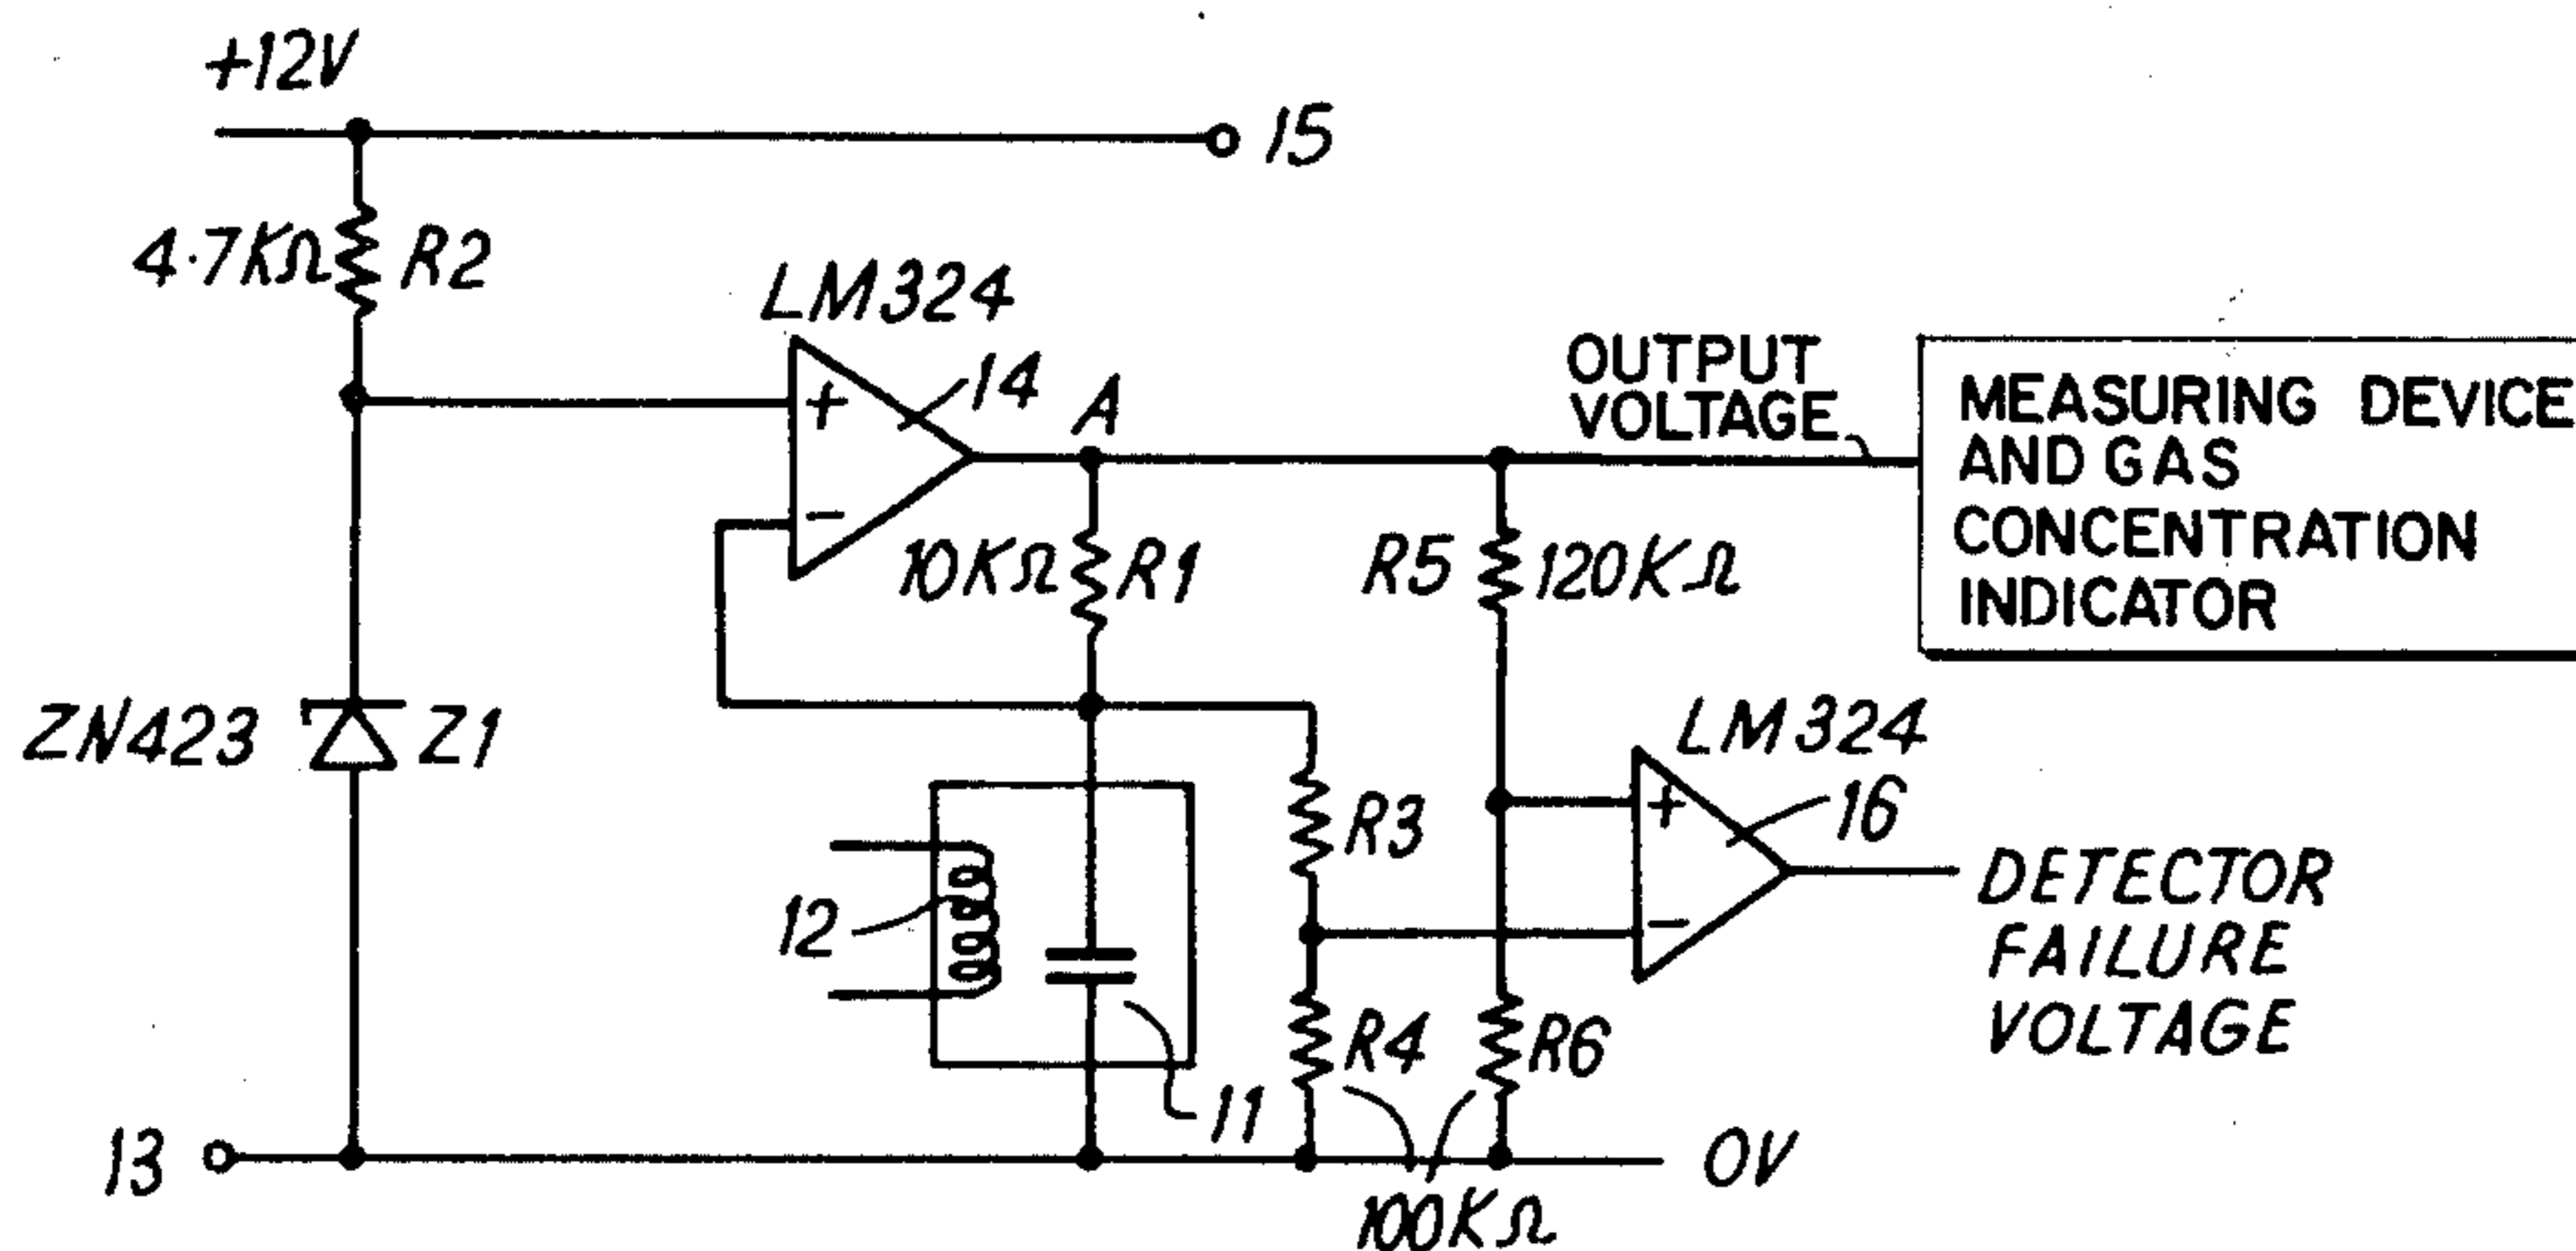 +12V
15
4.7KΩ R2
LM324
14
A
OUTPUT
VOLTAGE
MEASURING DEVICE
AND GAS
CONCENTRATION
INDICATOR
+
-
10KΩ R1
R5 120KΩ
ZN423 Z1
LM324
16
+
-
R3
12
DETECTOR
FAILURE
VOLTAGE
R4
R6
11
13
0V
100KΩ